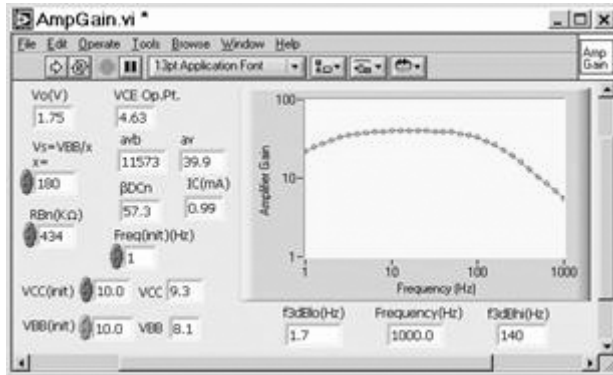 AmpGain.vi *
File Edit Operate Tools Browse Window Help
13pt Application Font
Amp Gain
Vo(V) VCE Op.Pt.
1.75 4.63
Vs=VBB/x avb av
x= 11573 39.9
180 βDCn IC(mA)
RBn(KΩ) 57.3 0.99
434 Freq(init)(Hz)
1
VCC(init) 10.0 VCC 9.3
VBB(init) 10.0 VBB 8.1
Amplifier Gain
100-
10-
1-
1 10 100 1000
Frequency (Hz)
f3dBlo(Hz) Frequency(Hz) f3dBhi(Hz)
1.7 1000.0 140